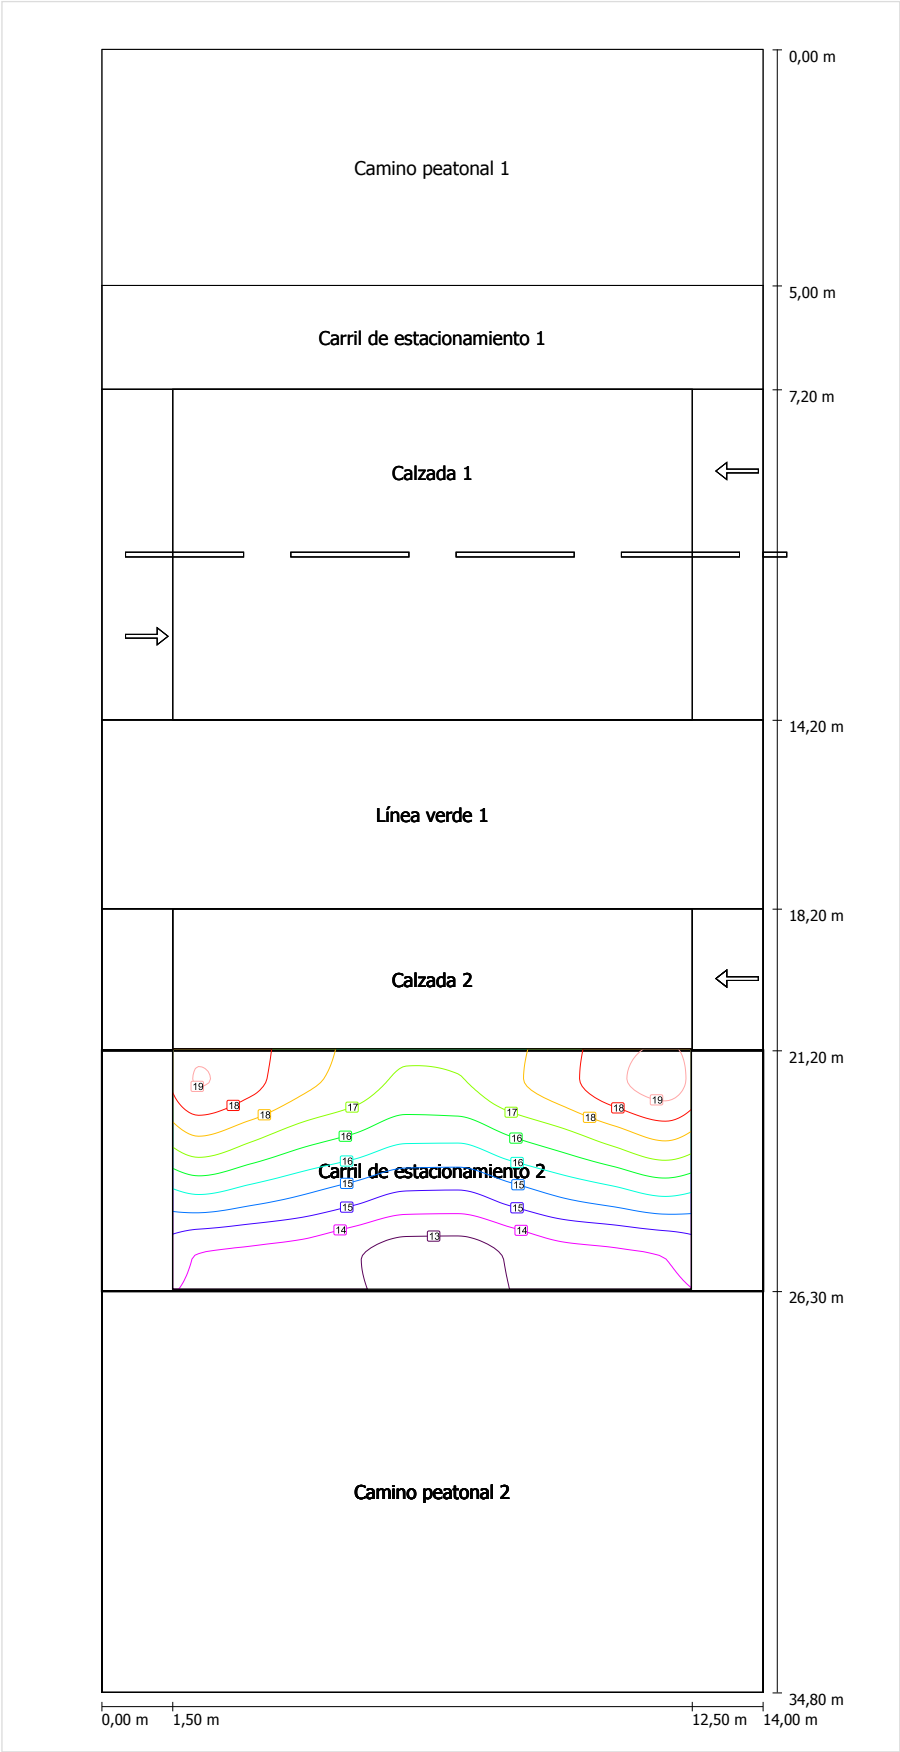 0,00 m
Camino peatonal 1
5,00 m
Carril de estacionamiento 1
7,20 m
Calzada 1
14,20 m
Línea verde 1
18,20 m
Calzada 2
21,20 m
19
19
18
18
18
18
17
17
16
16
16
16
Carril de estacionamiento 2
15
15
15
15
14
14
13
26,30 m
Camino peatonal 2
34,80 m
0,00 m
1,50 m
12,50 m
14,00 m